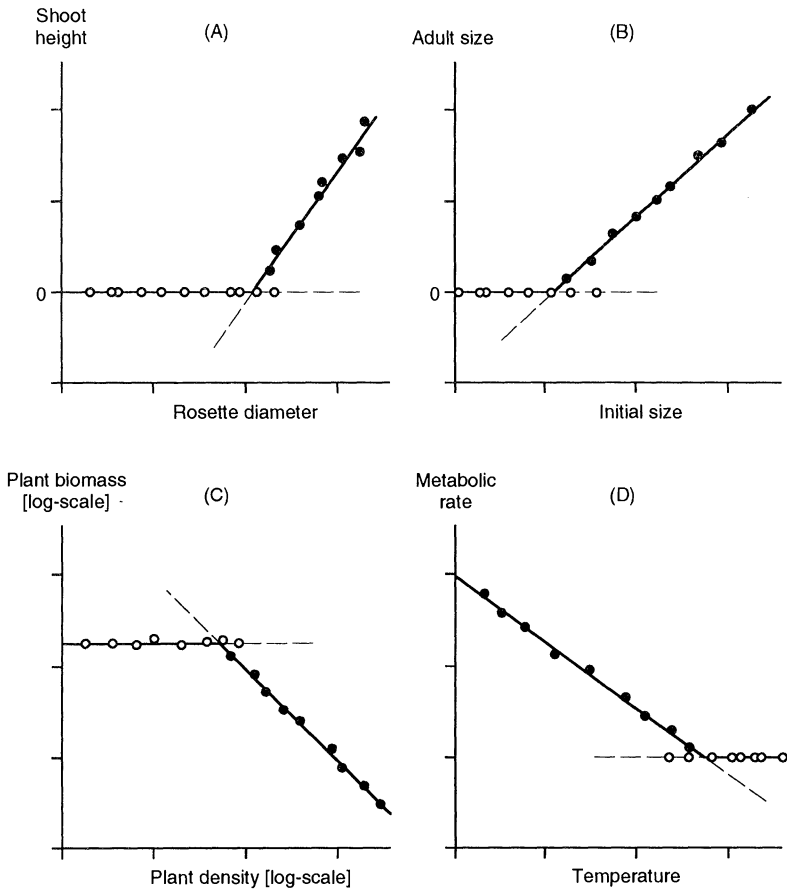 Shoot
height
(A)
0
Rosette diameter
Adult size
(B)
0
Initial size
Plant biomass
[log-scale]
(C)
Plant density [log-scale]
Metabolic
rate
(D)
Temperature